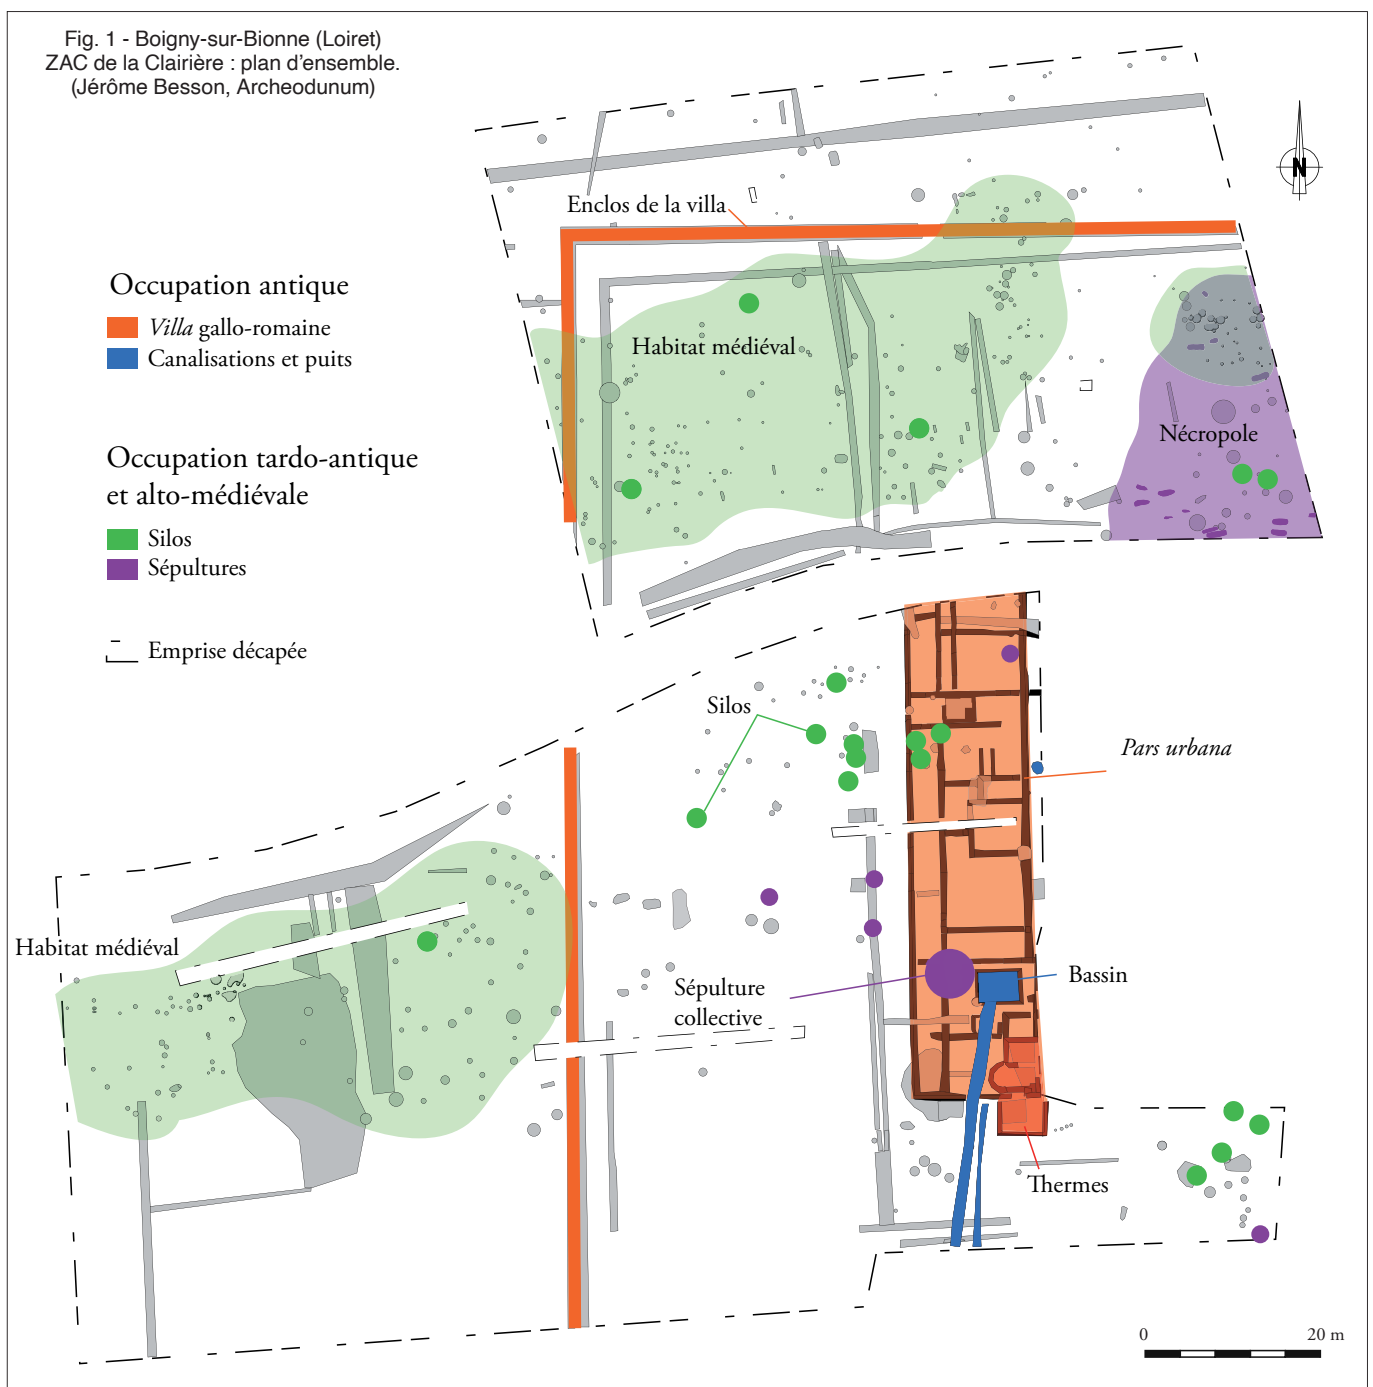 Fig. 1 - Boigny-sur-Bionne (Loiret)
ZAC de la Clairière : plan d'ensemble.
(Jérôme Besson, Archeodunum)
N
Enclos de la villa
Occupation antique
Villa gallo-romaine
Canalisations et puits
Habitat médiéval
Nécropole
Occupation tardo-antique
et alto-médiévale
Silos
Sépultures
Emprise décapée
Silos
Pars urbana
Habitat médiéval
Sépulture
collective
Bassin
Thermes
0 20 m